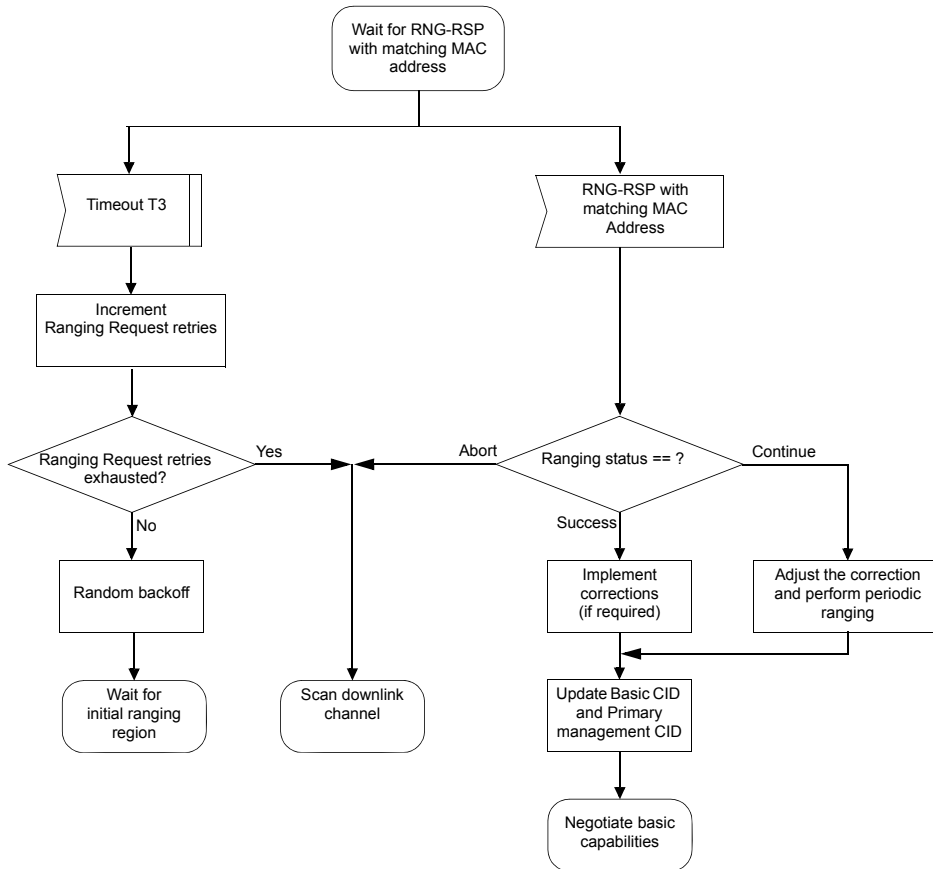 Wait for RNG-RSP
with matching MAC
address
Timeout T3
RNG-RSP with
matching MAC
Address
Increment
Ranging Request retries
Ranging Request retries
exhausted?
Yes
Abort
Ranging status == ?
Continue
No
Success
Random backoff
Implement
corrections
(if required)
Adjust the correction
and perform periodic
ranging
Wait for
initial ranging
region
Scan downlink
channel
Update Basic CID
and Primary
management CID
Negotiate basic
capabilities